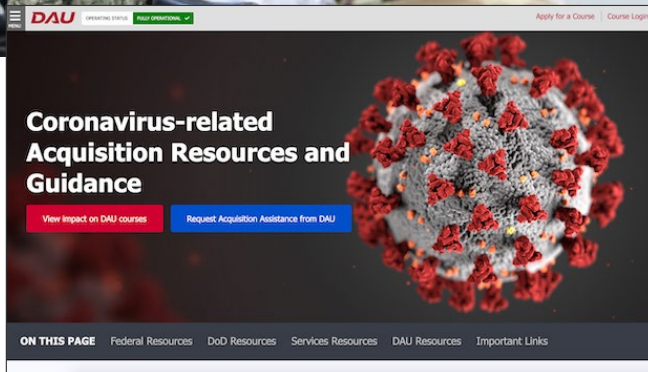 MENU
DAU
OPERATING STATUS
FULLY OPERATIONAL
Apply for a Course
Course Login
Coronavirus-related
Acquisition Resources and
Guidance
View impact on DAU courses
Request Acquisition Assistance from DAU
ON THIS PAGE
Federal Resources
DoD Resources
Services Resources
DAU Resources
Important Links